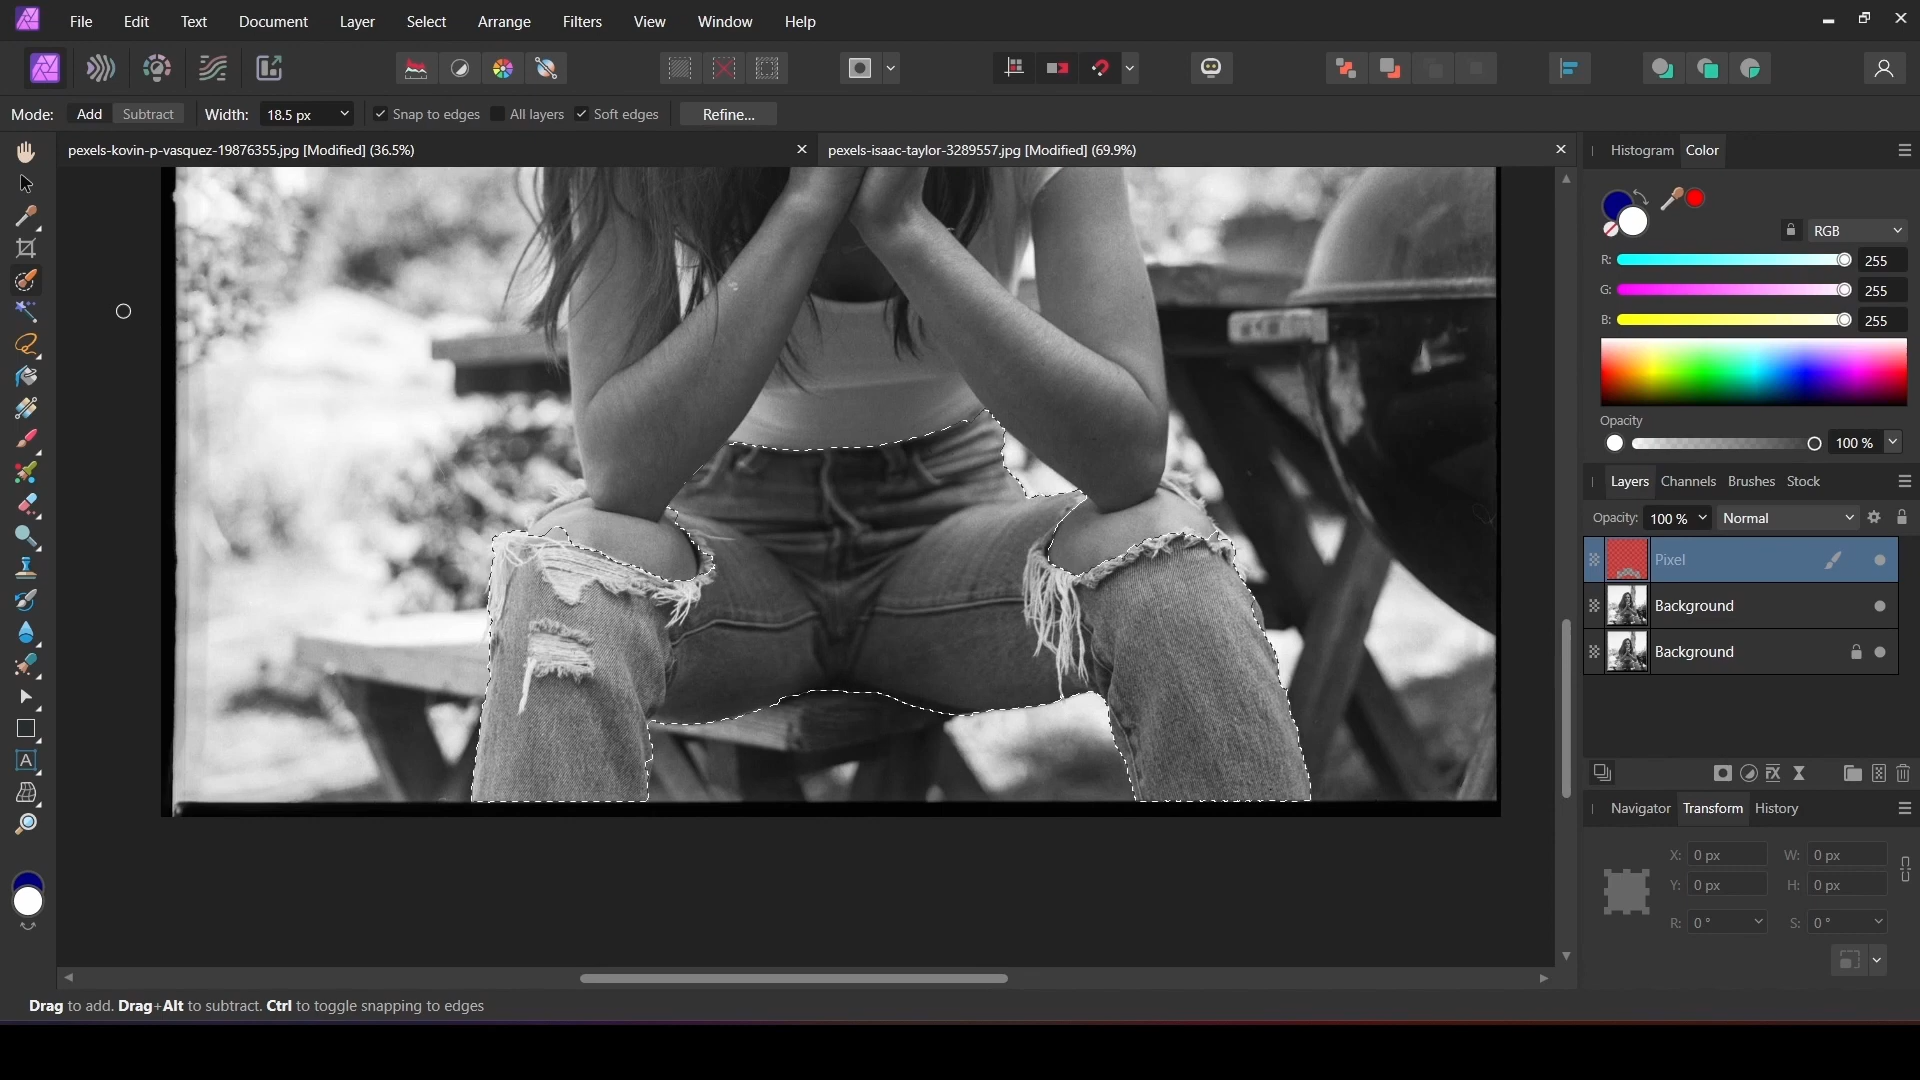 File Edit Text Document Layer Select Arrange Filters View Window Help
Mode: Add Subtract Width: 18.5 px Snap to edges All layers Soft edges Refine...
pexels-kovin-p-vasquez-19876355.jpg [Modified] (36.5%)
pexels-isaac-taylor-3289557.jpg [Modified] (69.9%)
Histogram Color
RGB
R: 255
G: 255
B: 255
Opacity
100 %
Layers Channels Brushes Stock
Opacity: 100 % Normal
Pixel
Background
Background
Navigator Transform History
X: 0 px W: 0 px
Y: 0 px H: 0 px
R: 0 ° S: 0 °
Drag to add. Drag+Alt to subtract. Ctrl to toggle snapping to edges